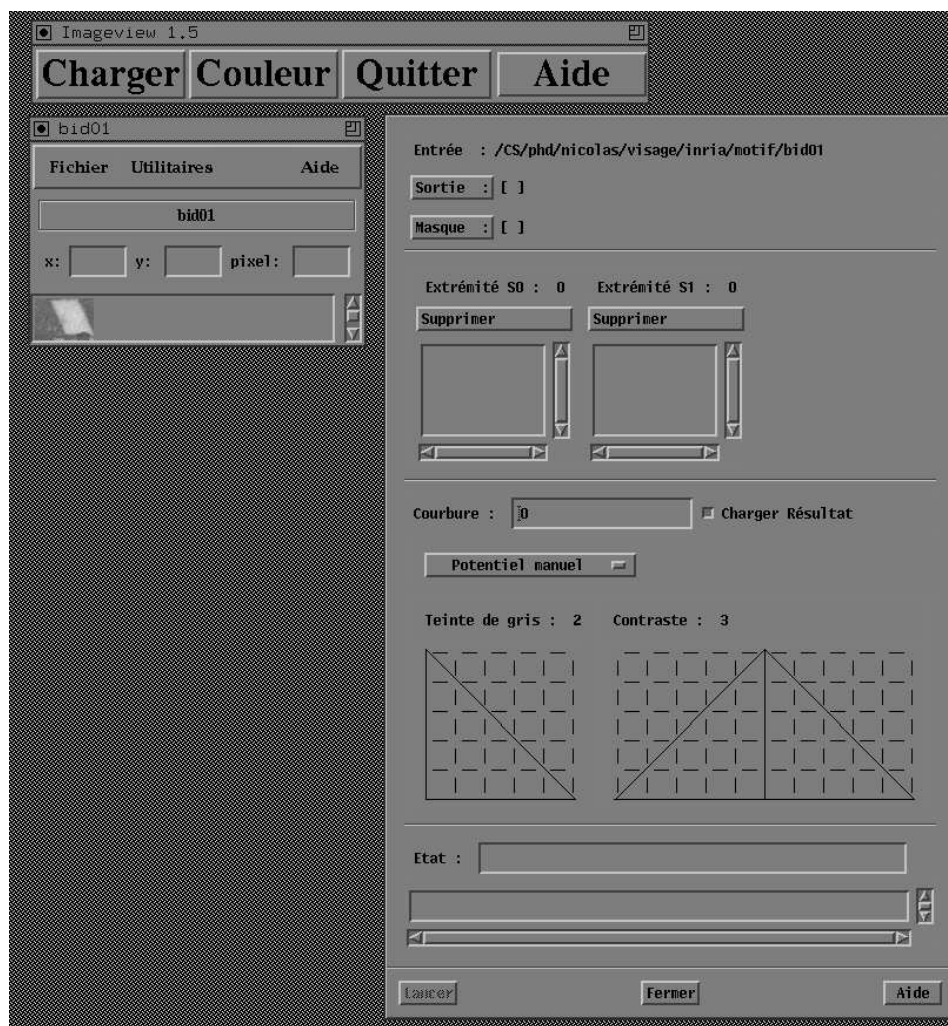 Imageview 1.5
Charger Couleur Quitter Aide
bid01
Fichier Utilitaires Aide
bid01
x: y: pixel:
Entrée : /CS/phd/nicolas/visage/inria/motif/bid01
Sortie : [ ]
Masque : [ ]
Extrémité S0 : 0 Extrémité S1 : 0
Supprimer Supprimer
Courbure : 0 Charger Résultat
Potentiel manuel
Teinte de gris : 2 Contraste : 3
Etat :
Lancer Fermer Aide